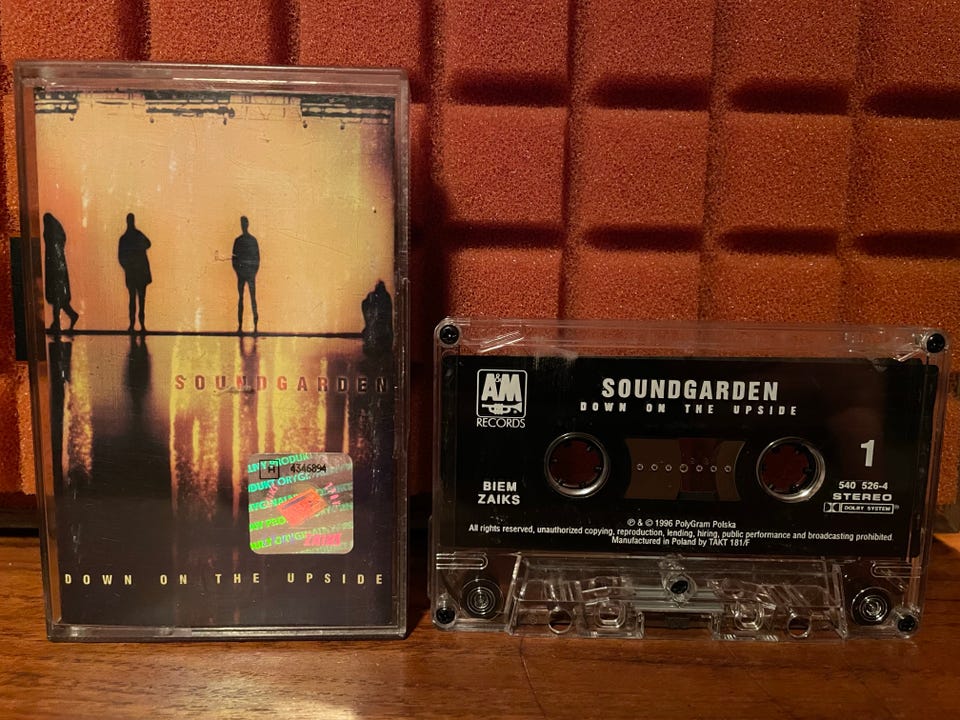 SOUNDGARDEN
H 4346894
DOWN ON THE UPSIDE
A&M
RECORDS
SOUNDGARDEN
DOWN ON THE UPSIDE
1
BIEM
ZAIKS
540 526-4
STEREO
DOLBY SYSTEM
℗ & © 1996 PolyGram Polska
All rights reserved, unauthorized copying, reproduction, lending, hiring, public performance and broadcasting prohibited.
Manufactured in Poland by TAKT 181/F